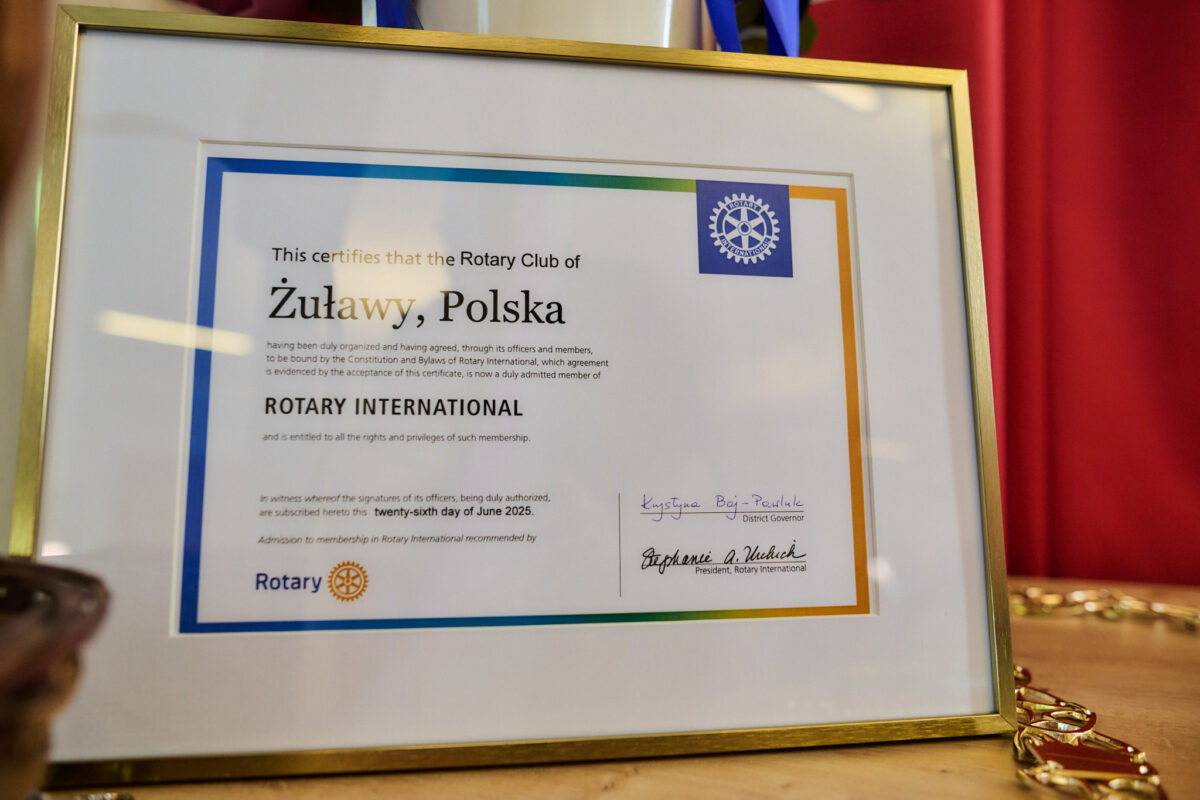 ROTARY
INTERNATIONAL
This certifies that the Rotary Club of
Żuławy, Polska
having been duly organized and having agreed, through its officers and members,
to be bound by the Constitution and Bylaws of Rotary International, which agreement
is evidenced by the acceptance of this certificate, is now a duly admitted member of
ROTARY INTERNATIONAL
and is entitled to all the rights and privileges of such membership.
In witness whereof the signatures of its officers, being duly authorized,
are subscribed hereto this twenty-sixth day of June 2025.
Admission to membership in Rotary International recommended by
Rotary
Krystyna Boj-Pawluk
District Governor
Stephanie A. Urchick
President, Rotary International